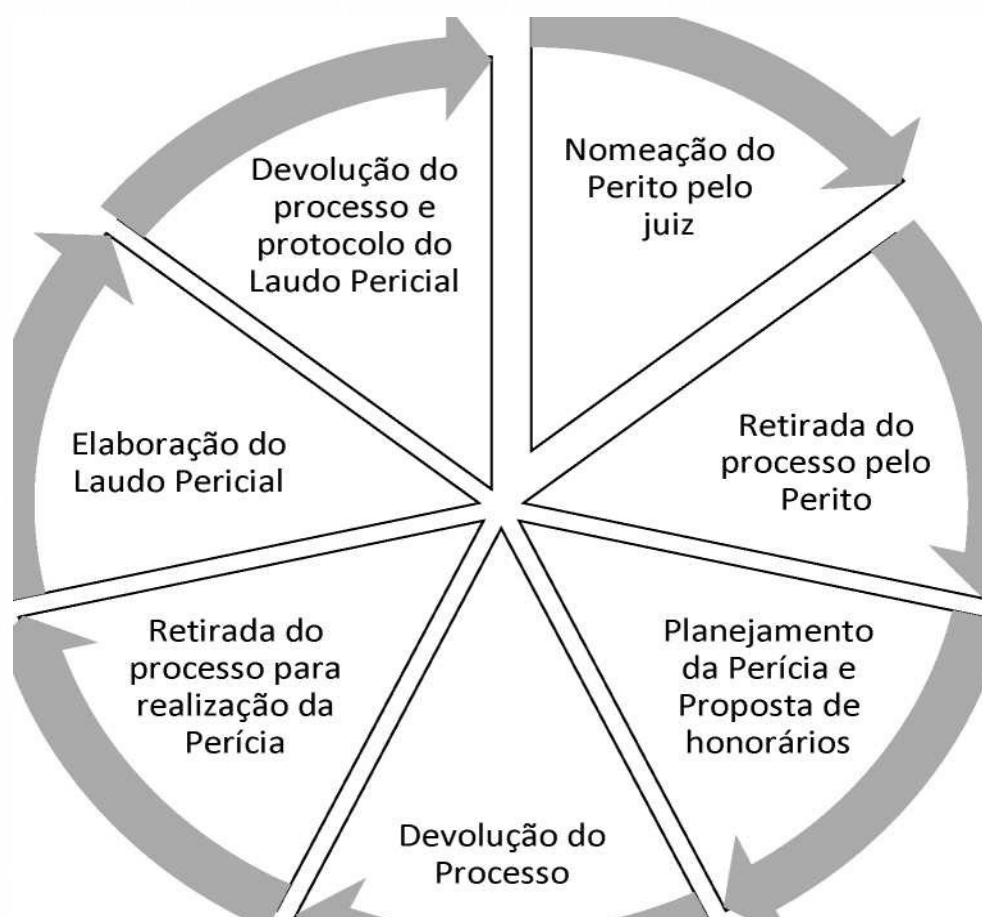 Nomeação do
Perito pelo
juiz
Retirada do
processo pelo
Perito
Planejamento
da Perícia e
Proposta de
honorários
Devolução do
Processo
Retirada do
processo para
realização da
Perícia
Elaboração do
Laudo Pericial
Devolução do
processo e
protocolo do
Laudo Pericial